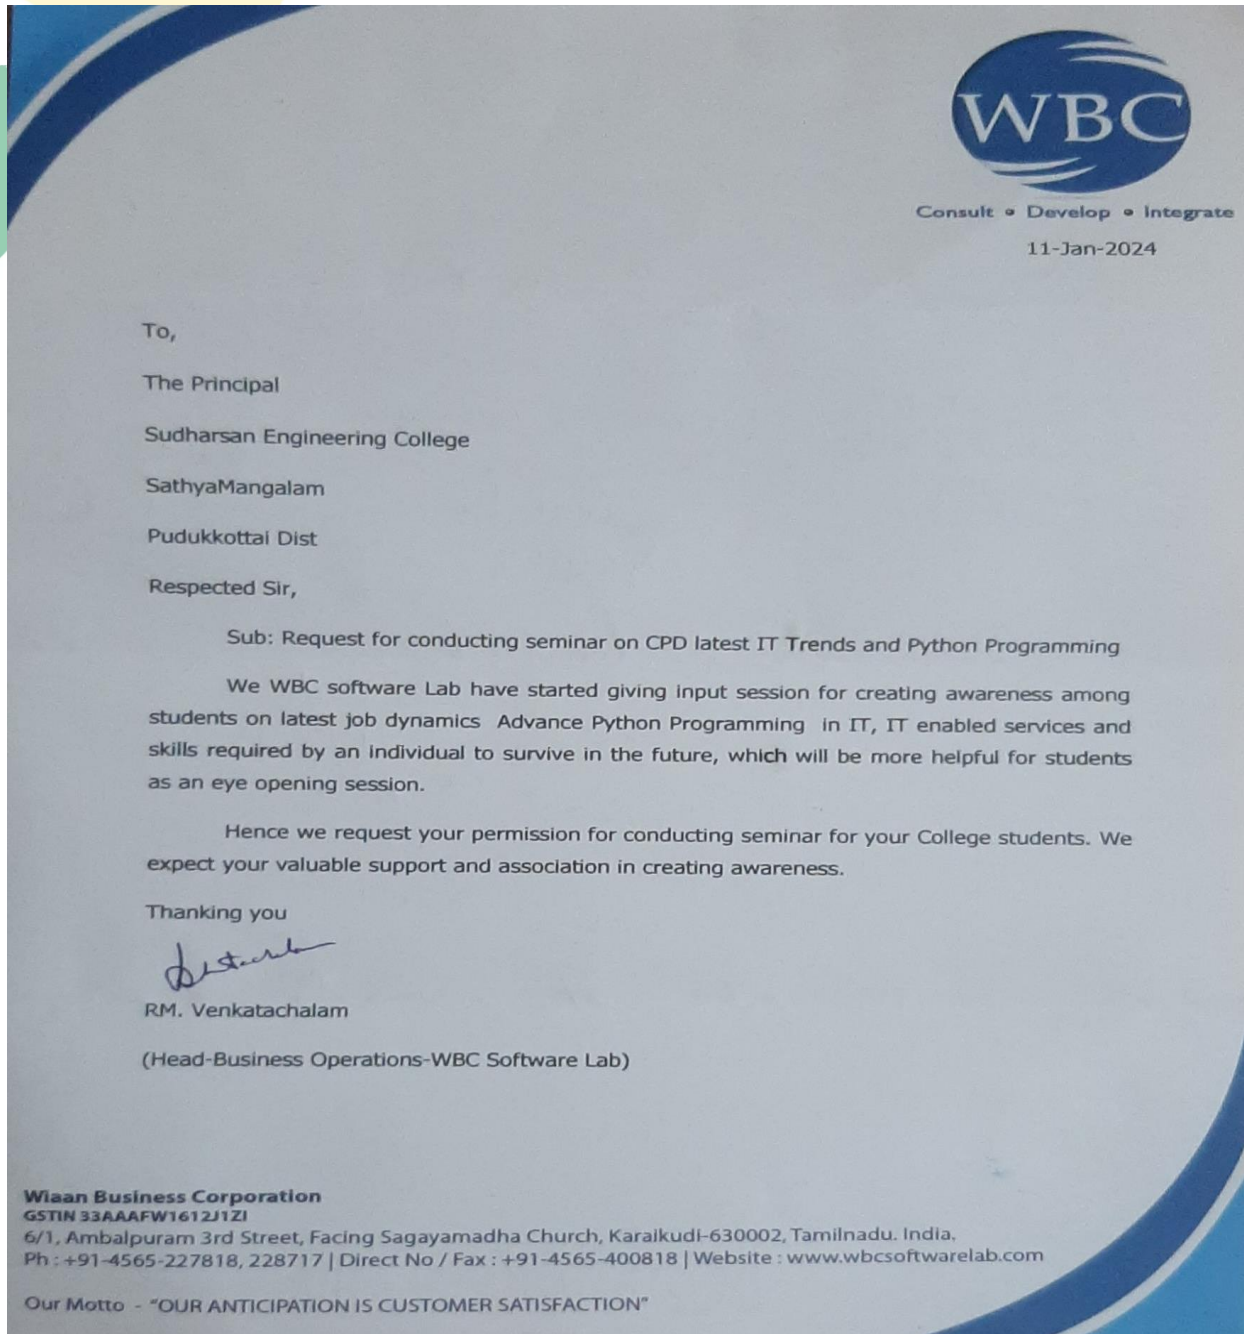 WBC
Consult • Develop • Integrate
11-Jan-2024
To,
The Principal
Sudharsan Engineering College
SathyaMangalam
Pudukkottai Dist
Respected Sir,
Sub: Request for conducting seminar on CPD latest IT Trends and Python Programming
We WBC software Lab have started giving input session for creating awareness among
students on latest job dynamics Advance Python Programming in IT, IT enabled services and
skills required by an individual to survive in the future, which will be more helpful for students
as an eye opening session.
Hence we request your permission for conducting seminar for your College students. We
expect your valuable support and association in creating awareness.
Thanking you
RM. Venkatachalam
(Head-Business Operations-WBC Software Lab)
Wiaan Business Corporation
GSTIN 33AAAFW1612J1ZI
6/1, Ambalpuram 3rd Street, Facing Sagayamadha Church, Karaikudi-630002, Tamilnadu. India.
Ph : +91-4565-227818, 228717 | Direct No / Fax : +91-4565-400818 | Website : www.wbcsoftwarelab.com
Our Motto - "OUR ANTICIPATION IS CUSTOMER SATISFACTION"